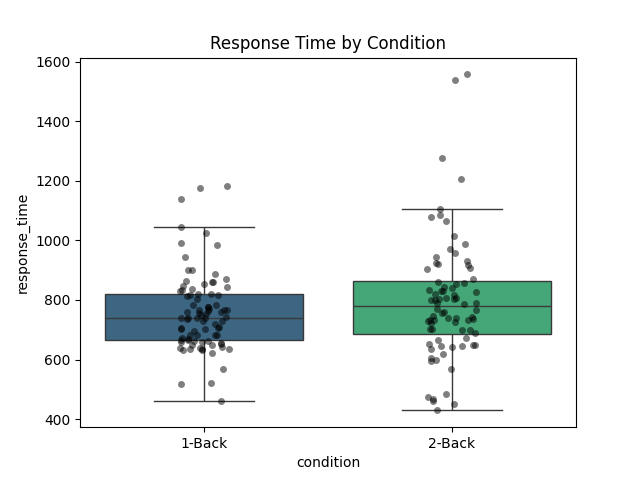 Response Time by Condition
1600
1400
1200
1000
800
600
400
response_time
1-Back
2-Back
condition